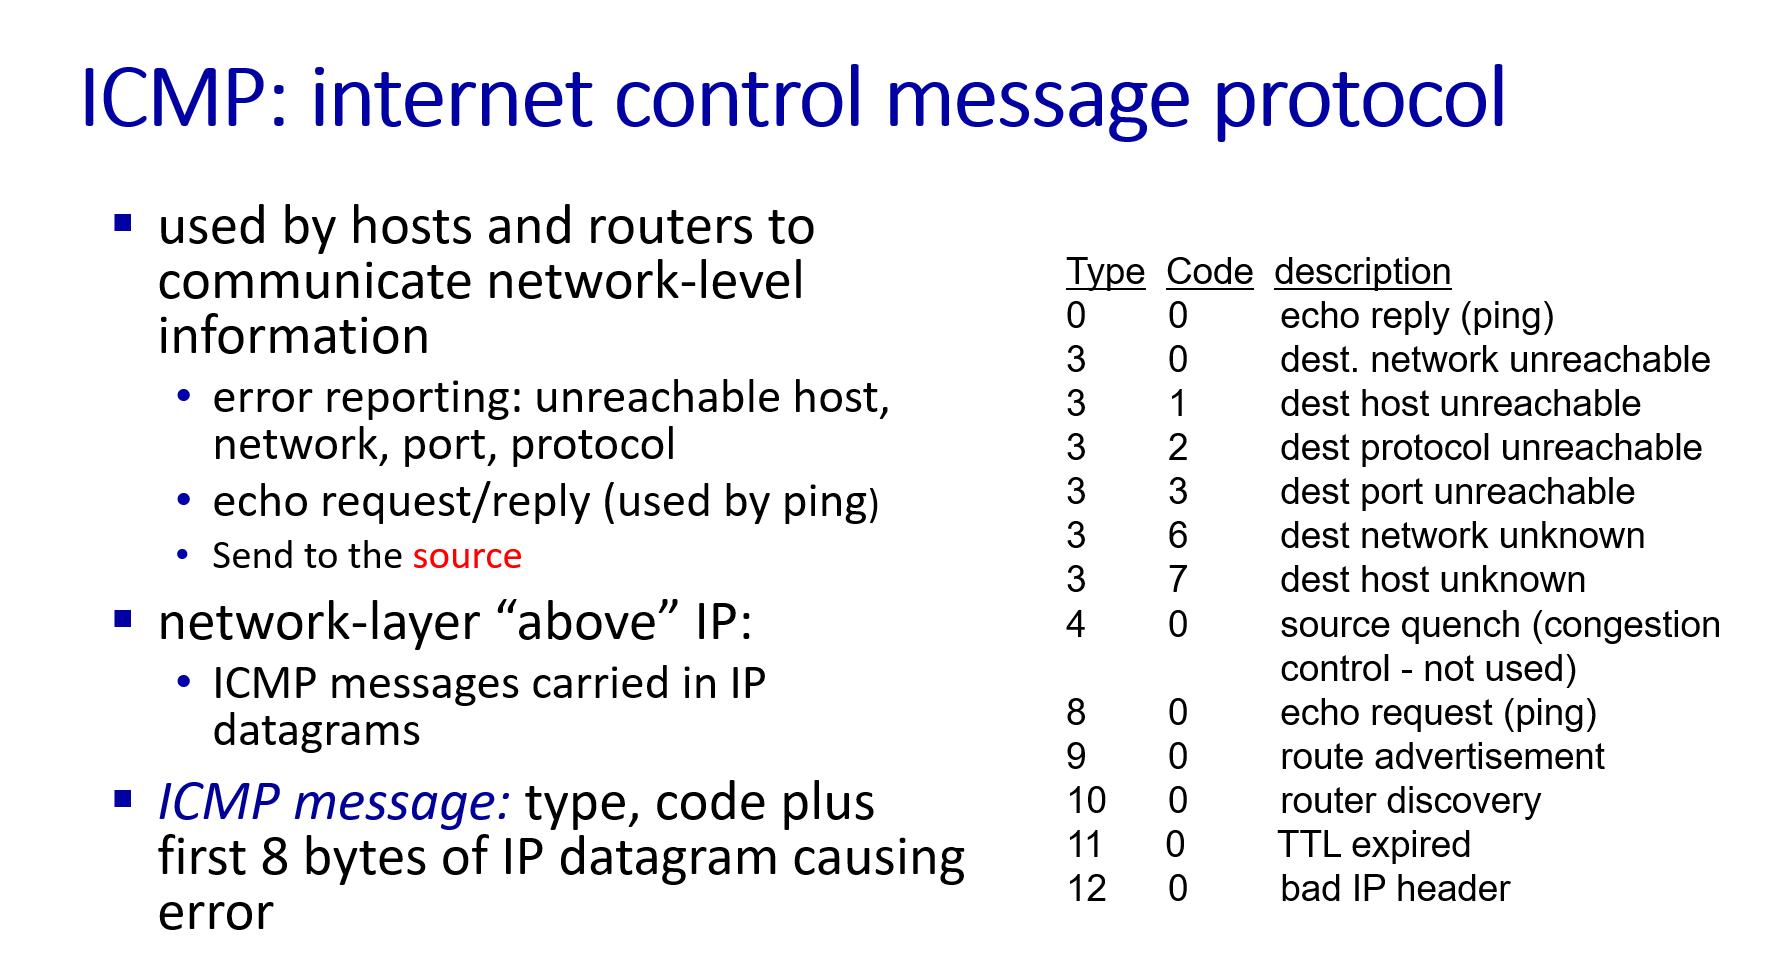 ICMP: internet control message protocol
▪ used by hosts and routers to
communicate network-level
information
• error reporting: unreachable host,
network, port, protocol
• echo request/reply (used by ping)
• Send to the source
▪ network-layer “above” IP:
• ICMP messages carried in IP
datagrams
▪ ICMP message: type, code plus
first 8 bytes of IP datagram causing
error
Type Code description
0 0 echo reply (ping)
3 0 dest. network unreachable
3 1 dest host unreachable
3 2 dest protocol unreachable
3 3 dest port unreachable
3 6 dest network unknown
3 7 dest host unknown
4 0 source quench (congestion
control - not used)
8 0 echo request (ping)
9 0 route advertisement
10 0 router discovery
11 0 TTL expired
12 0 bad IP header